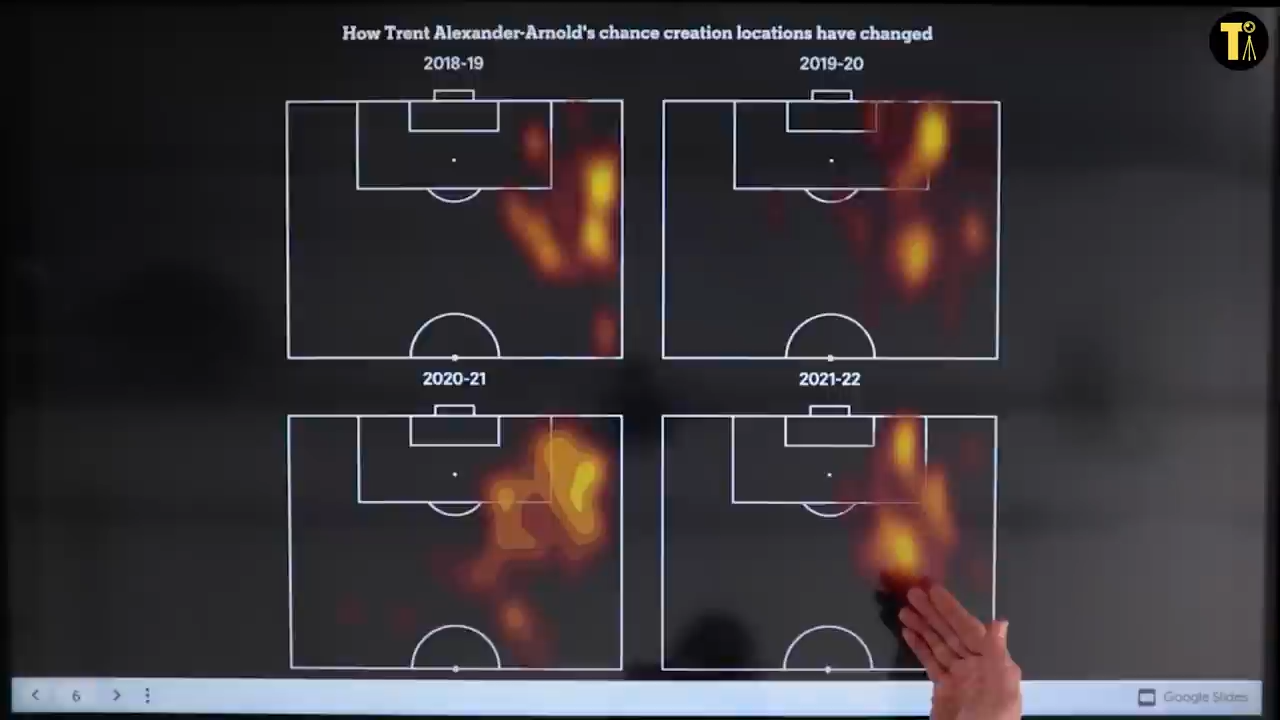 How Trent Alexander-Arnold's chance creation locations have changed
Ti
2018-19
2019-20
2020-21
2021-22
6
Google Slides